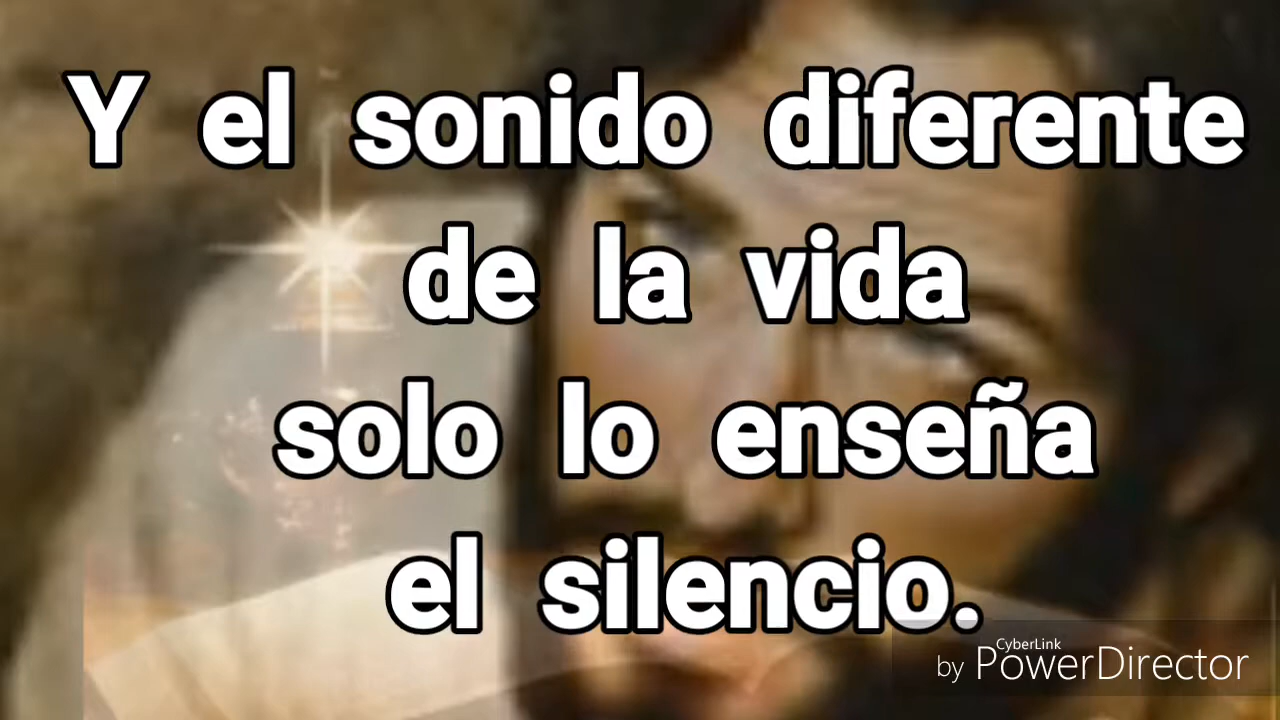 Y el sonido diferente
de la vida
solo lo enseña
el silencio.
CyberLink
by PowerDirector